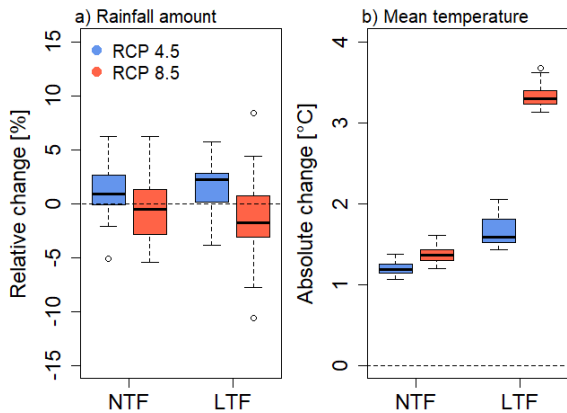 a) Rainfall amount
Relative change [%]
15
10
5
0
-5
-10
-15
RCP 4.5
RCP 8.5
NTF
LTF
b) Mean temperature
Absolute change [°C]
4
3
2
1
0
NTF
LTF